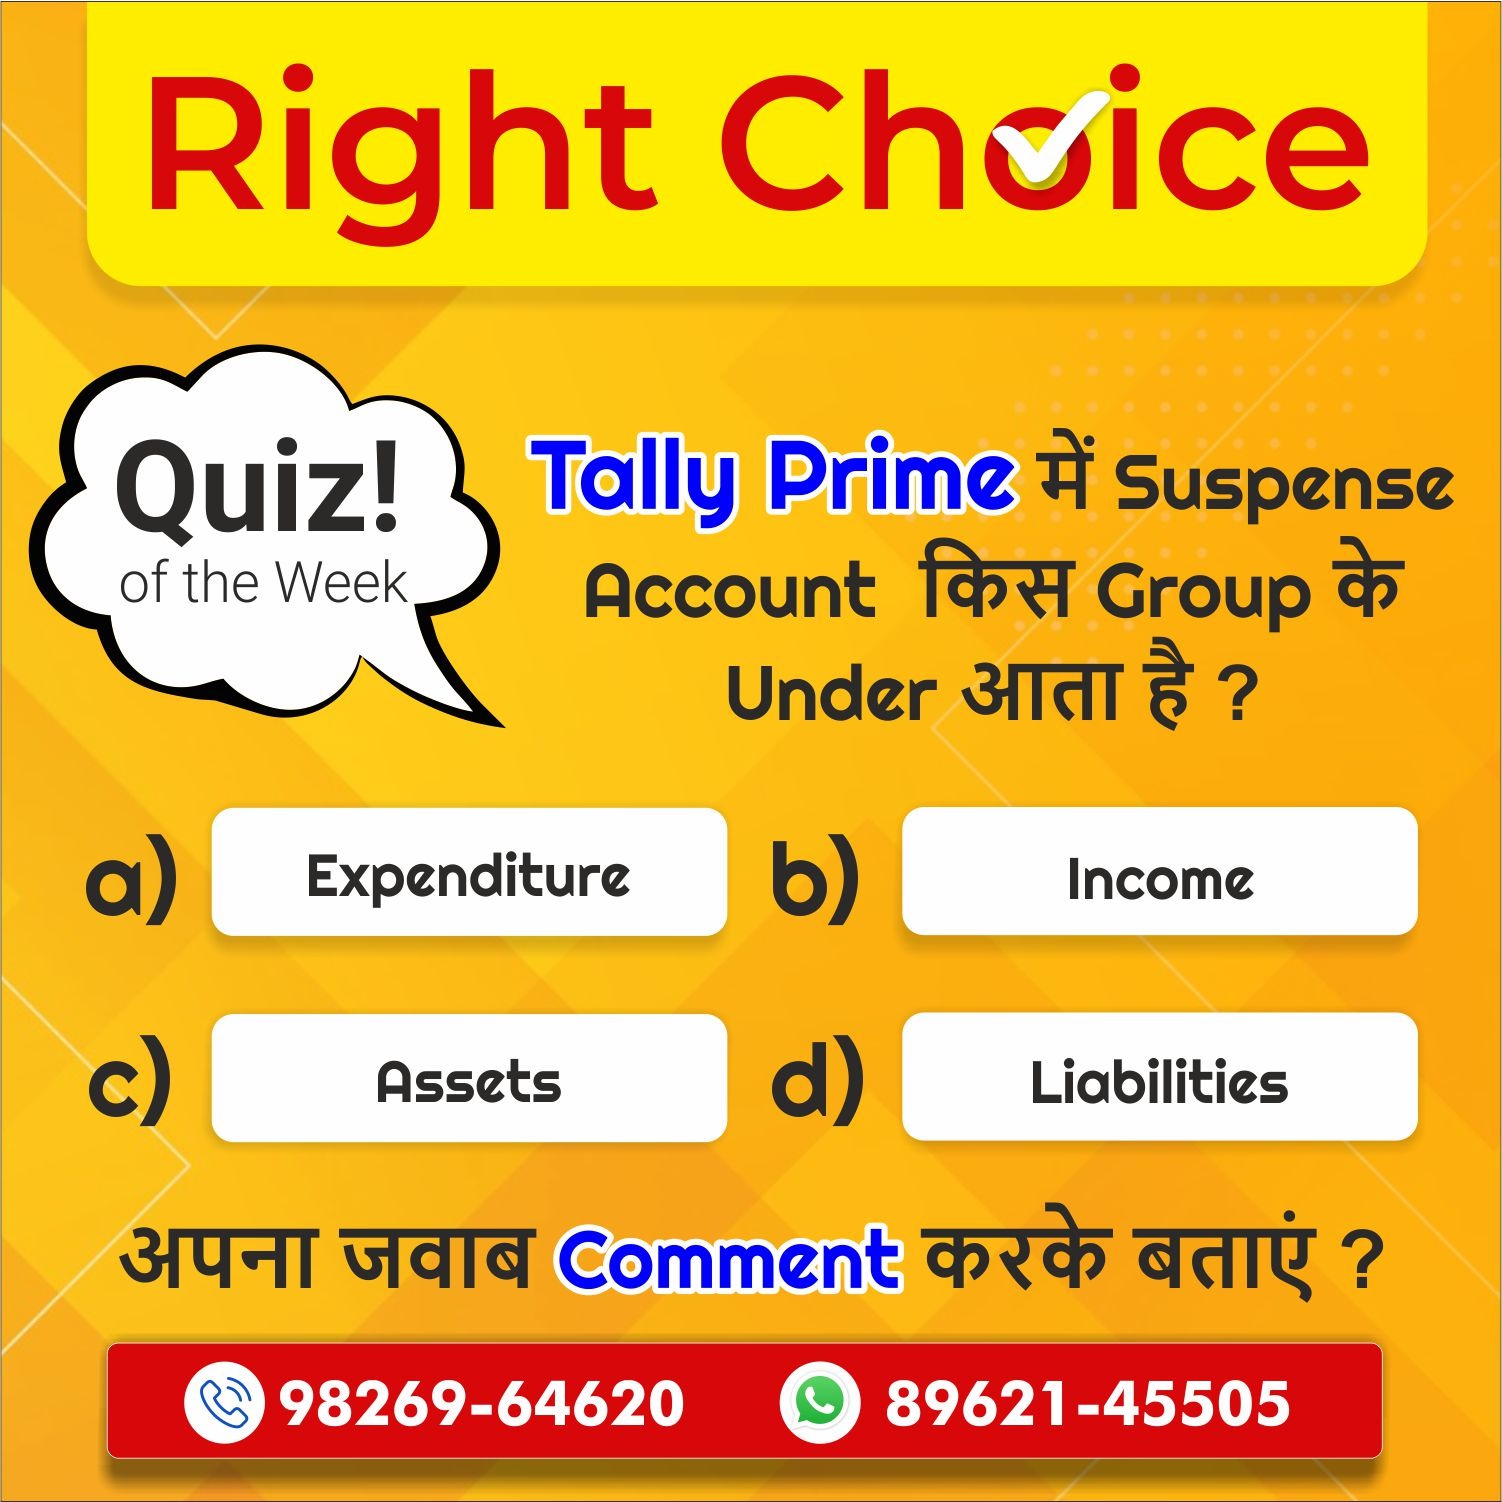 Right Choice
Quiz!
of the Week
Tally Prime में Suspense
Account किस Group के
Under आता है ?
a) Expenditure
b) Income
c) Assets
d) Liabilities
अपना जवाब Comment करके बताएं ?
98269-64620
89621-45505